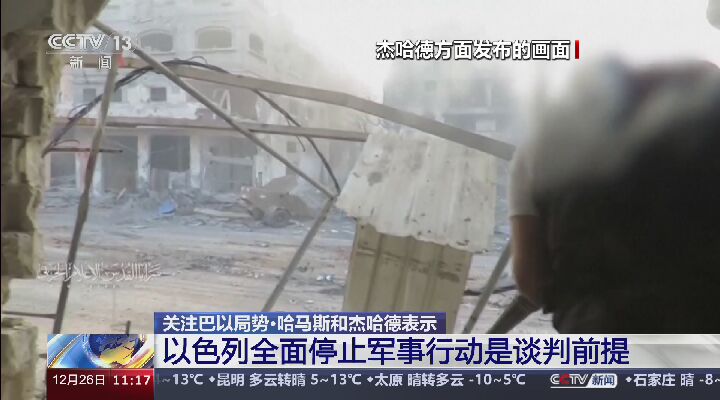 CCTV 13
新闻
杰哈德方面发布的画面
关注巴以局势·哈马斯和杰哈德表示
以色列全面停止军事行动是谈判前提
12月26日 11:17
~13℃ 昆明 多云转晴 5~19℃ 太原 晴转多云 -10~5℃ CCTV新闻 石家庄 晴 -8~